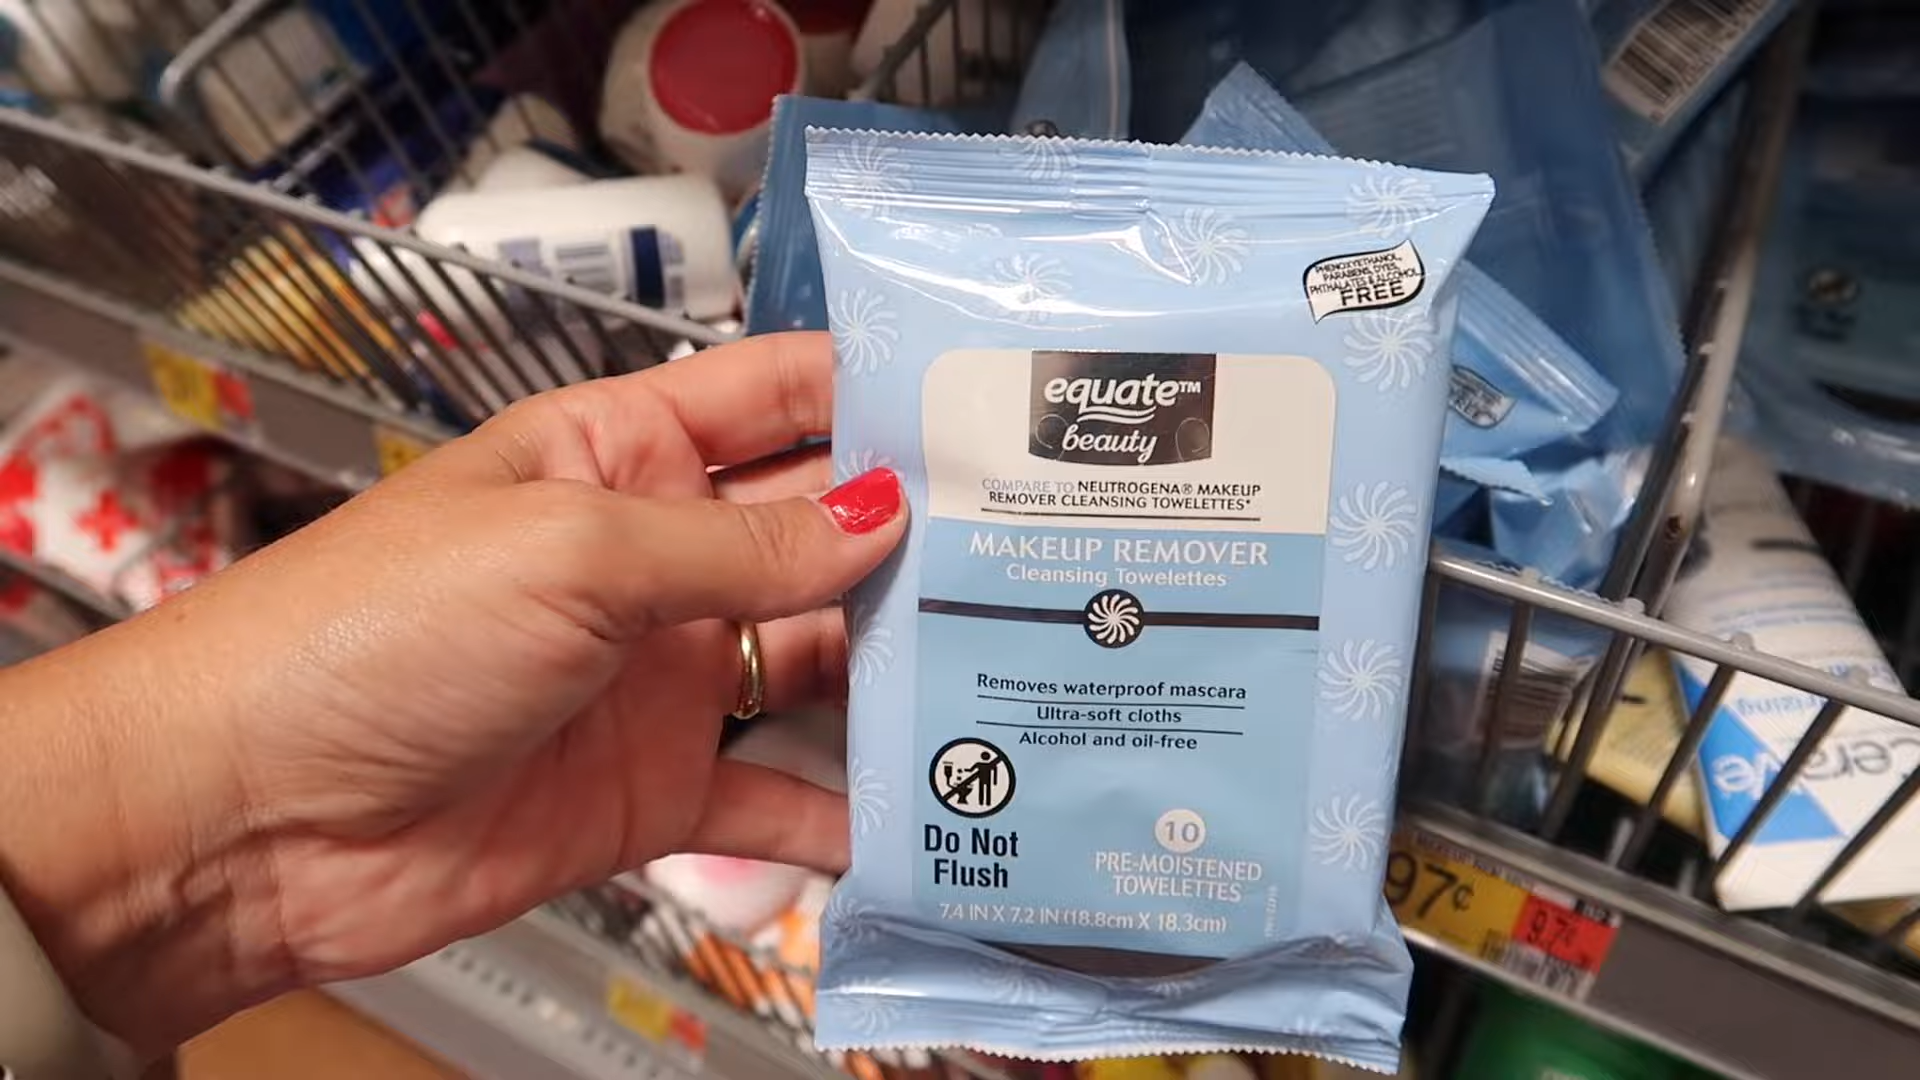 PHENOXYETHANOL,
PARABENS, DYES,
PHTHALATES & ALCOHOL
FREE
equate™
beauty
COMPARE TO NEUTROGENA® MAKEUP
REMOVER CLEANSING TOWELETTES*
MAKEUP REMOVER
Cleansing Towelettes
Removes waterproof mascara
Ultra-soft cloths
Alcohol and oil-free
Do Not
Flush
10
PRE-MOISTENED
TOWELETTES
7.4 IN X 7.2 IN (18.8cm X 18.3cm)
97¢
9.7¢
CeraVe